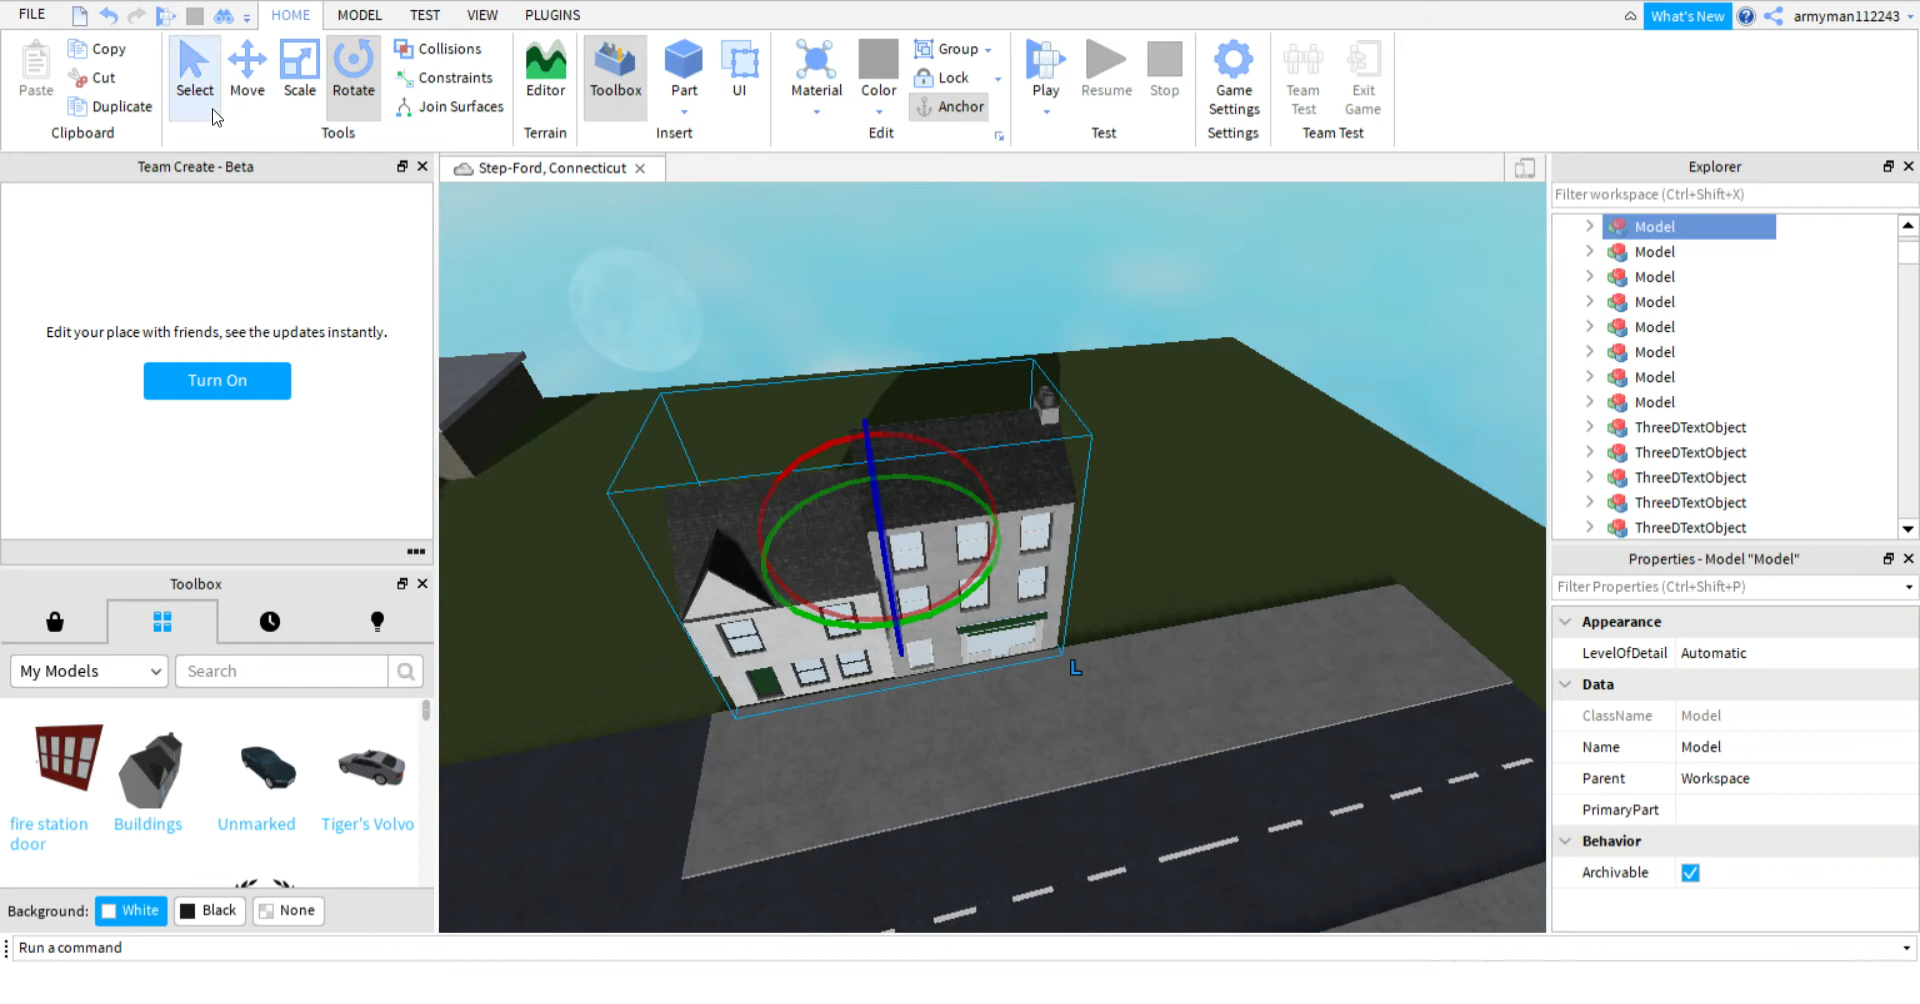 FILE
HOME
MODEL
TEST
VIEW
PLUGINS
What's New
armyman112243
Paste
Copy
Cut
Duplicate
Clipboard
Select
Move
Scale
Rotate
Collisions
Constraints
Join Surfaces
Tools
Editor
Terrain
Toolbox
Part
UI
Insert
Material
Color
Group
Lock
Anchor
Edit
Play
Resume
Stop
Test
Game
Settings
Settings
Team
Test
Exit
Game
Team Test
Team Create - Beta
Edit your place with friends, see the updates instantly.
Turn On
Toolbox
My Models
Search
fire station
door
Buildings
Unmarked
Tiger's Volvo
Background:
White
Black
None
Run a command
Step-Ford, Connecticut
L
Explorer
Filter workspace (Ctrl+Shift+X)
Model
Model
Model
Model
Model
Model
Model
Model
ThreeDTextObject
ThreeDTextObject
ThreeDTextObject
ThreeDTextObject
ThreeDTextObject
Properties - Model "Model"
Filter Properties (Ctrl+Shift+P)
Appearance
LevelOfDetail Automatic
Data
ClassName Model
Name Model
Parent Workspace
PrimaryPart
Behavior
Archivable